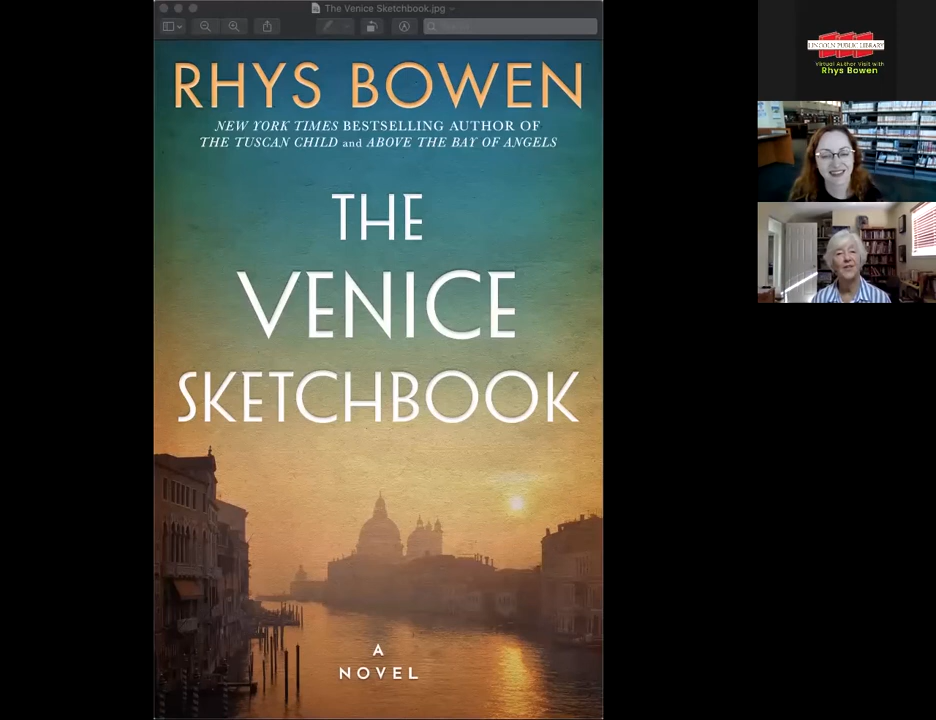 The Venice Sketchbook.jpg
Search
RHYS BOWEN
NEW YORK TIMES BESTSELLING AUTHOR OF
THE TUSCAN CHILD and ABOVE THE BAY OF ANGELS
THE
VENICE
SKETCHBOOK
A
NOVEL
LINCOLN PUBLIC LIBRARY
Virtual Author Visit with
Rhys Bowen